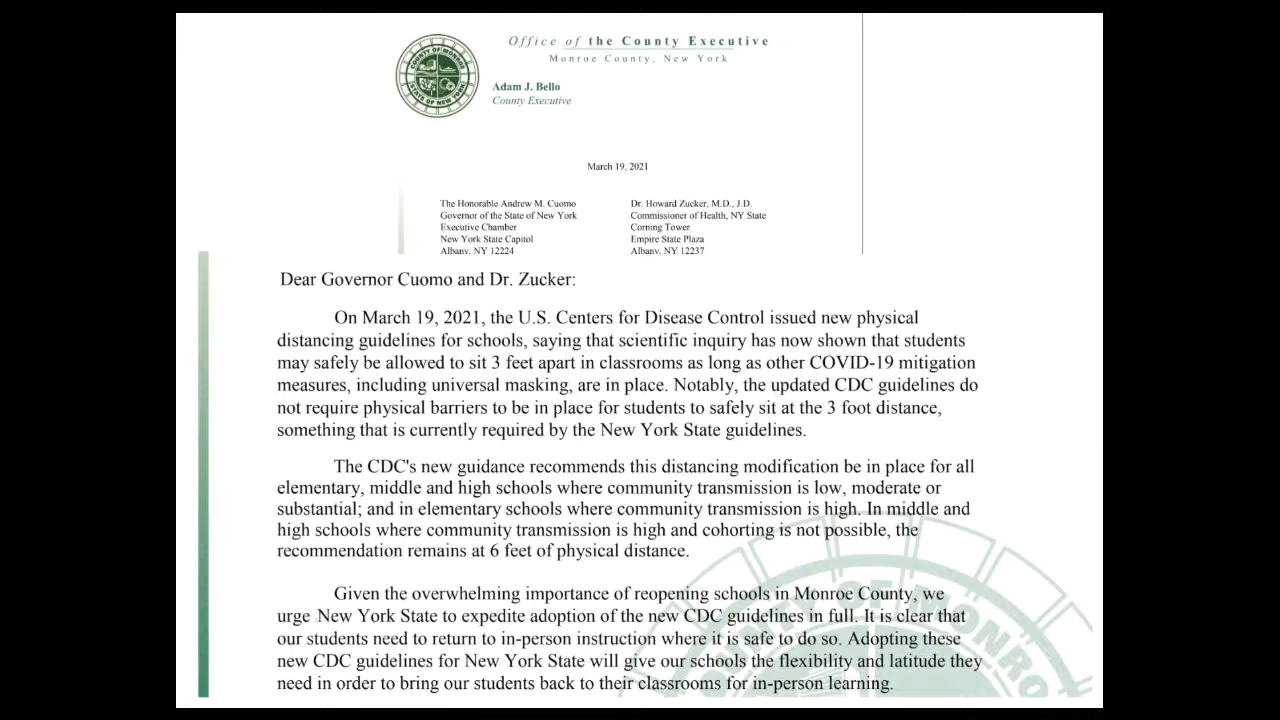 COUNTY OF MONROE
STATE OF NEW YORK
Office of the County Executive
Monroe County, New York
Adam J. Bello
County Executive
March 19, 2021
The Honorable Andrew M. Cuomo
Governor of the State of New York
Executive Chamber
New York State Capitol
Albany, NY 12224
Dr. Howard Zucker, M.D., J.D.
Commissioner of Health, NY State
Corning Tower
Empire State Plaza
Albany, NY 12237
Dear Governor Cuomo and Dr. Zucker:
On March 19, 2021, the U.S. Centers for Disease Control issued new physical
distancing guidelines for schools, saying that scientific inquiry has now shown that students
may safely be allowed to sit 3 feet apart in classrooms as long as other COVID-19 mitigation
measures, including universal masking, are in place. Notably, the updated CDC guidelines do
not require physical barriers to be in place for students to safely sit at the 3 foot distance,
something that is currently required by the New York State guidelines.
The CDC's new guidance recommends this distancing modification be in place for all
elementary, middle and high schools where community transmission is low, moderate or
substantial; and in elementary schools where community transmission is high. In middle and
high schools where community transmission is high and cohorting is not possible, the
recommendation remains at 6 feet of physical distance.
Given the overwhelming importance of reopening schools in Monroe County, we
urge New York State to expedite adoption of the new CDC guidelines in full. It is clear that
our students need to return to in-person instruction where it is safe to do so. Adopting these
new CDC guidelines for New York State will give our schools the flexibility and latitude they
need in order to bring our students back to their classrooms for in-person learning.
OUNTY OF MONRO